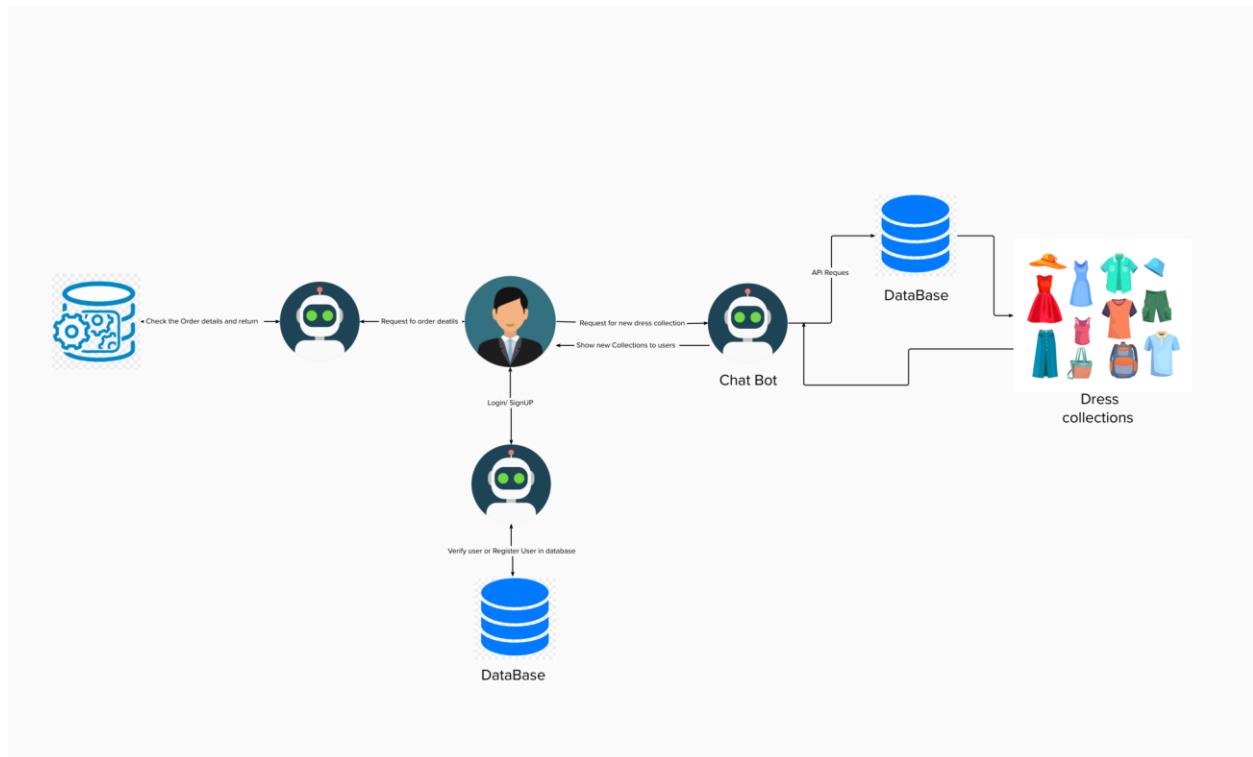 APi Reques
DataBase
Check the Order details and return
Request fo order deatils
Request for new dress collection
Show new Collections to users
Chat Bot
Dress
collections
Login/ SignUP
Verify user or Register User in database
DataBase